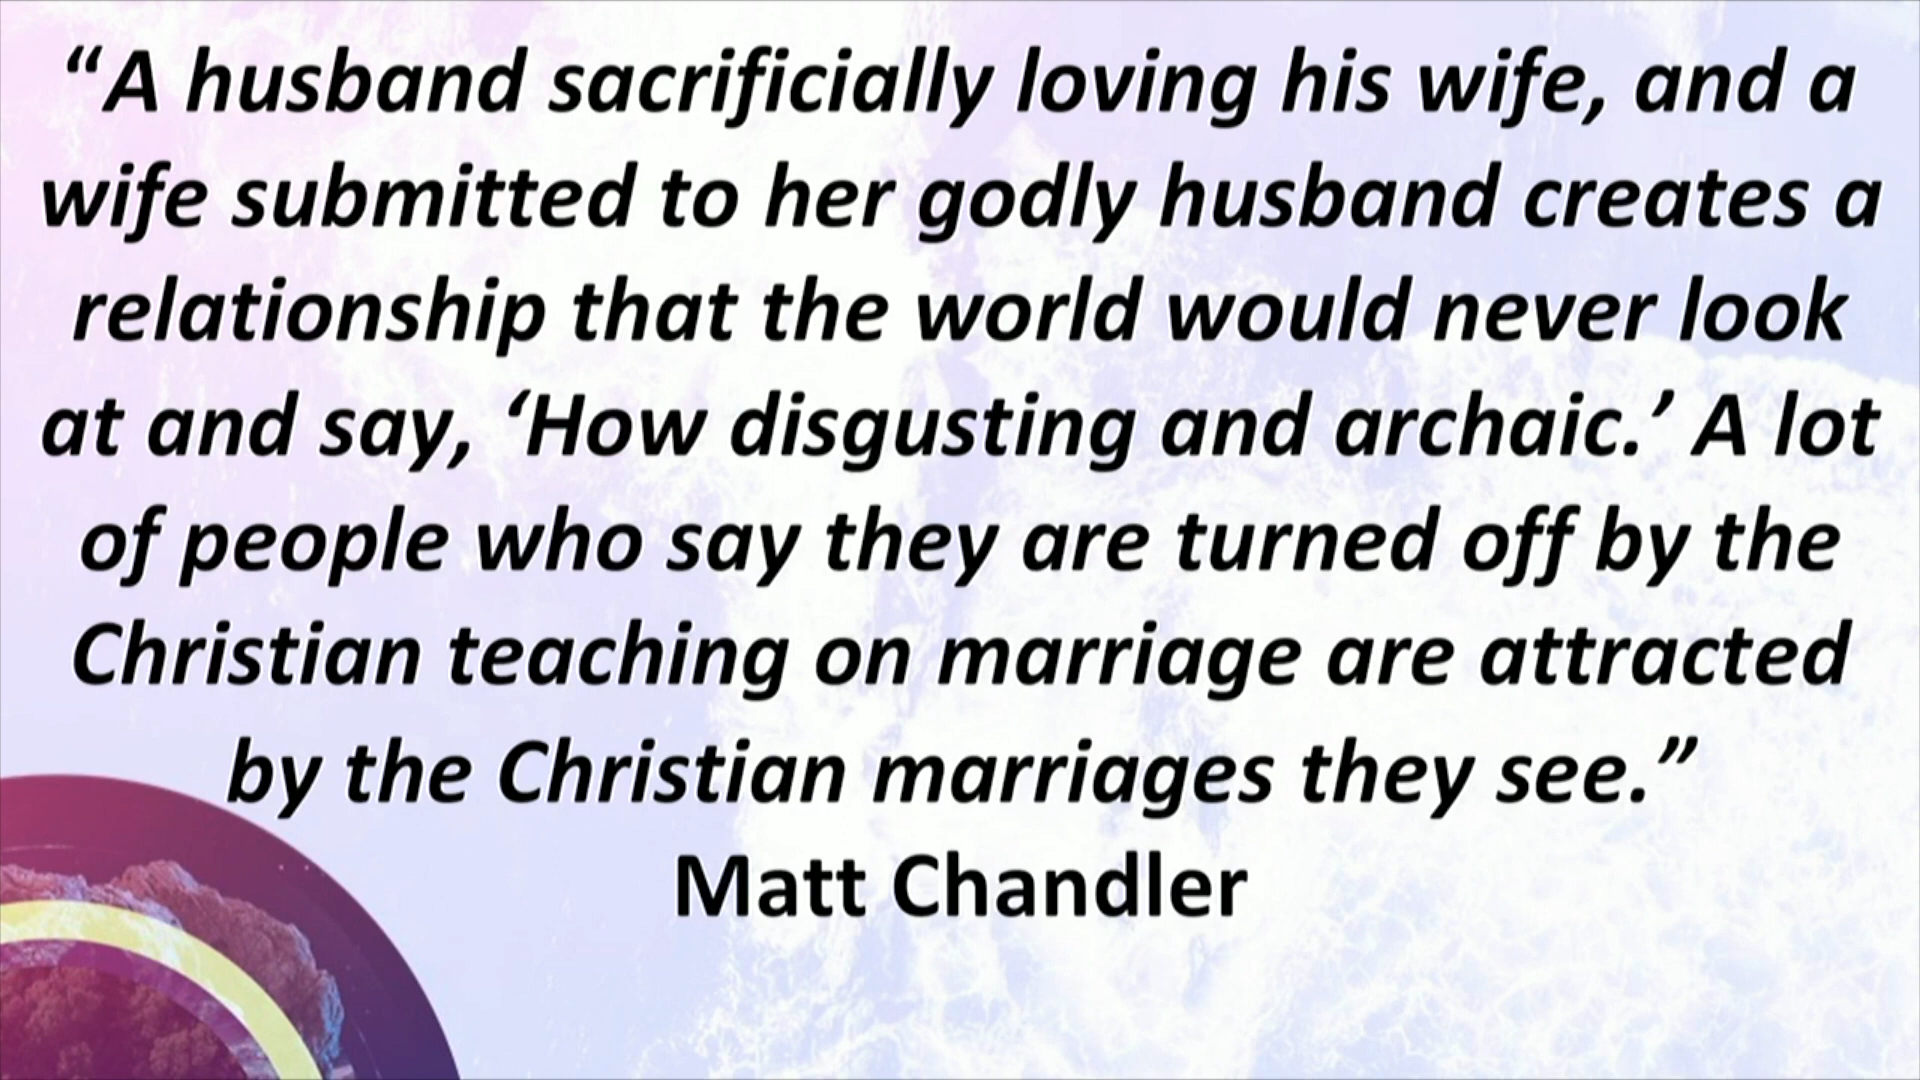 “A husband sacrificially loving his wife, and a
wife submitted to her godly husband creates a
relationship that the world would never look
at and say, ‘How disgusting and archaic.’ A lot
of people who say they are turned off by the
Christian teaching on marriage are attracted
by the Christian marriages they see.”
Matt Chandler